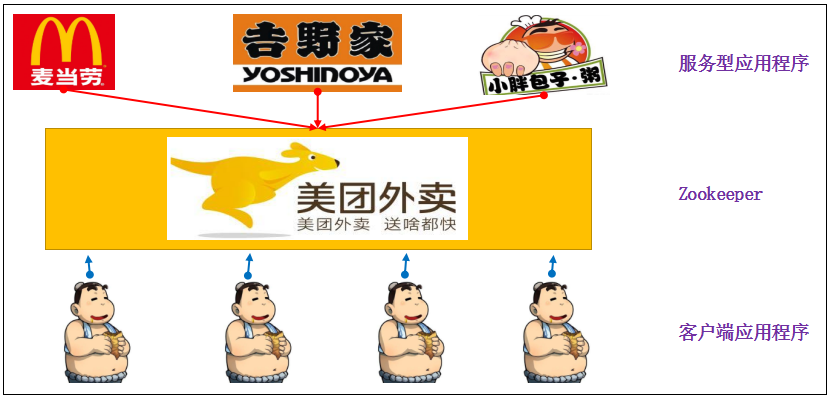 麦当劳
吉野家
YOSHINOYA
小胖包子·粥
服务型应用程序
美团外卖
美团外卖 送啥都快
Zookeeper
客户端应用程序